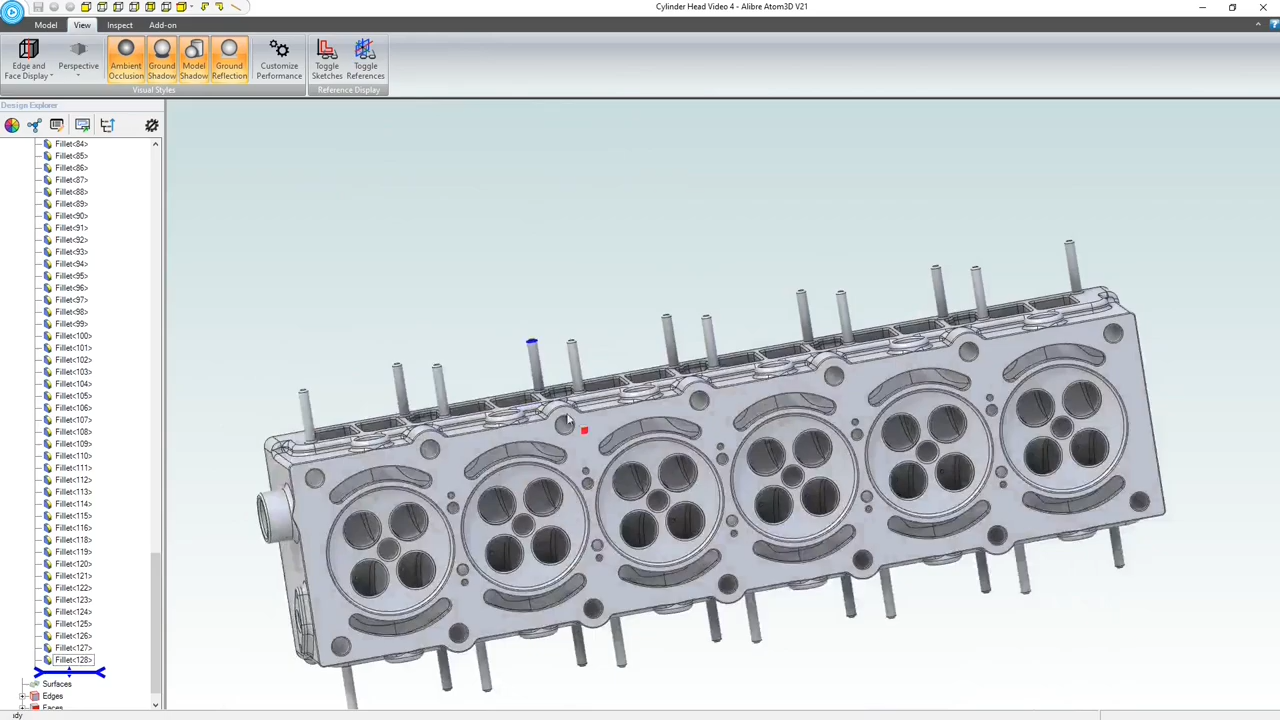 Cylinder Head Video 4 - Alibre Atom3D V21
Model View Inspect Add-on
Edge and Face Display
Perspective
Ambient Occlusion
Ground Shadow
Model Shadow
Ground Reflection
Customize Performance
Toggle Sketches
Toggle References
Visual Styles
Reference Display
Design Explorer
Fillet<84>
Fillet<85>
Fillet<86>
Fillet<87>
Fillet<88>
Fillet<89>
Fillet<90>
Fillet<91>
Fillet<92>
Fillet<93>
Fillet<94>
Fillet<95>
Fillet<96>
Fillet<97>
Fillet<98>
Fillet<99>
Fillet<100>
Fillet<101>
Fillet<102>
Fillet<103>
Fillet<104>
Fillet<105>
Fillet<106>
Fillet<107>
Fillet<108>
Fillet<109>
Fillet<110>
Fillet<111>
Fillet<112>
Fillet<113>
Fillet<114>
Fillet<115>
Fillet<116>
Fillet<118>
Fillet<119>
Fillet<120>
Fillet<121>
Fillet<122>
Fillet<123>
Fillet<124>
Fillet<125>
Fillet<126>
Fillet<127>
Fillet<128>
Surfaces
Edges
Faces
dy